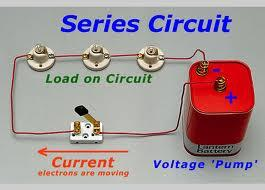 Series Circuit
Load on Circuit
-
+
Lantern
Battery
Current
electrons are moving
Voltage 'Pump'